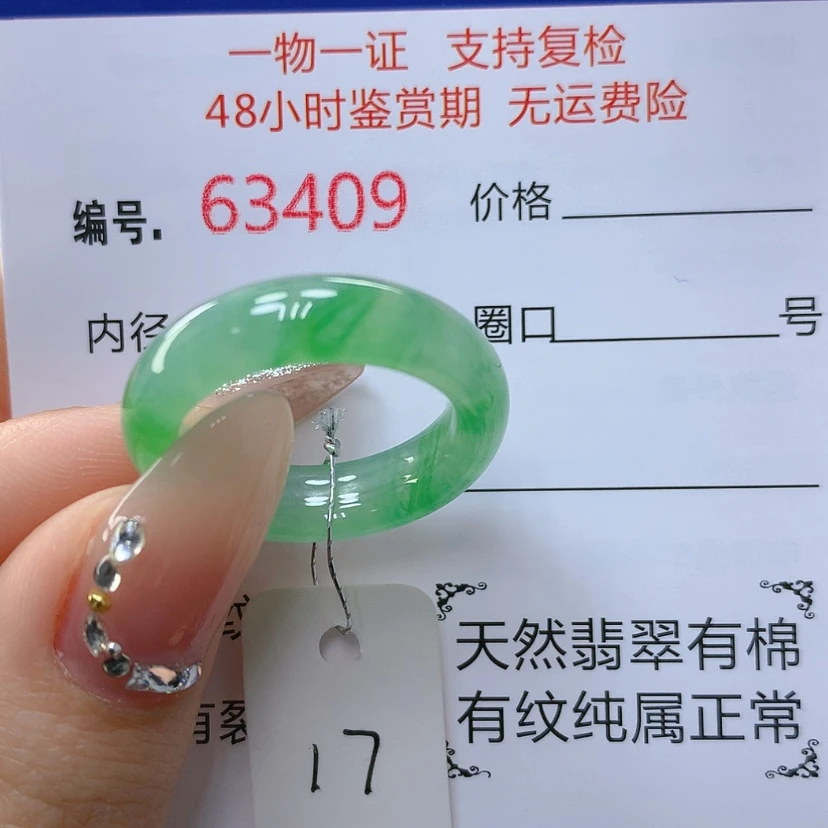 一物一证 支持复检
48小时鉴赏期 无运费险
编号. 63409 价格
内径 圈口 号
天然翡翠有棉
有裂 有纹纯属正常
17